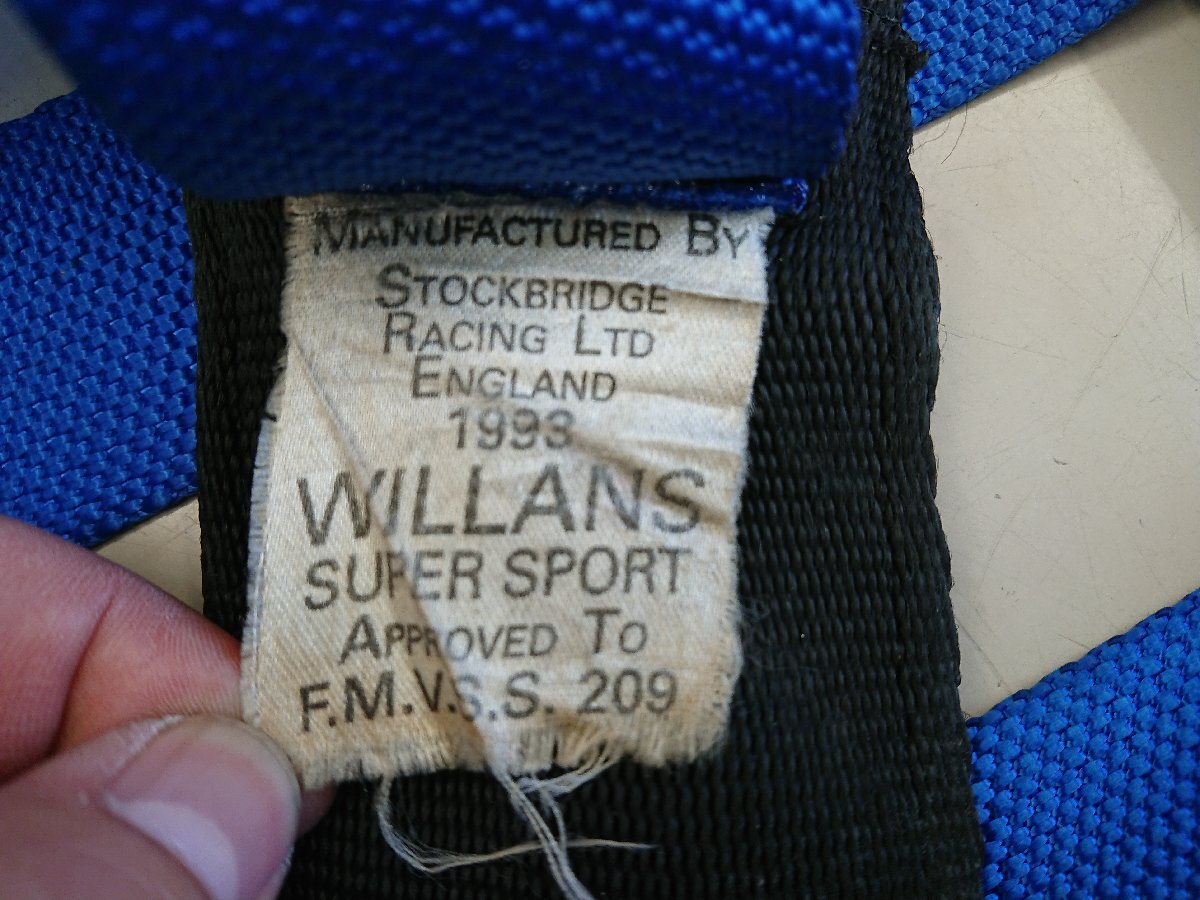 MANUFACTURED BY
STOCKBRIDGE
RACING LTD
ENGLAND
1993
WILLANS
SUPER SPORT
APPROVED TO
F.M.V.S.S. 209